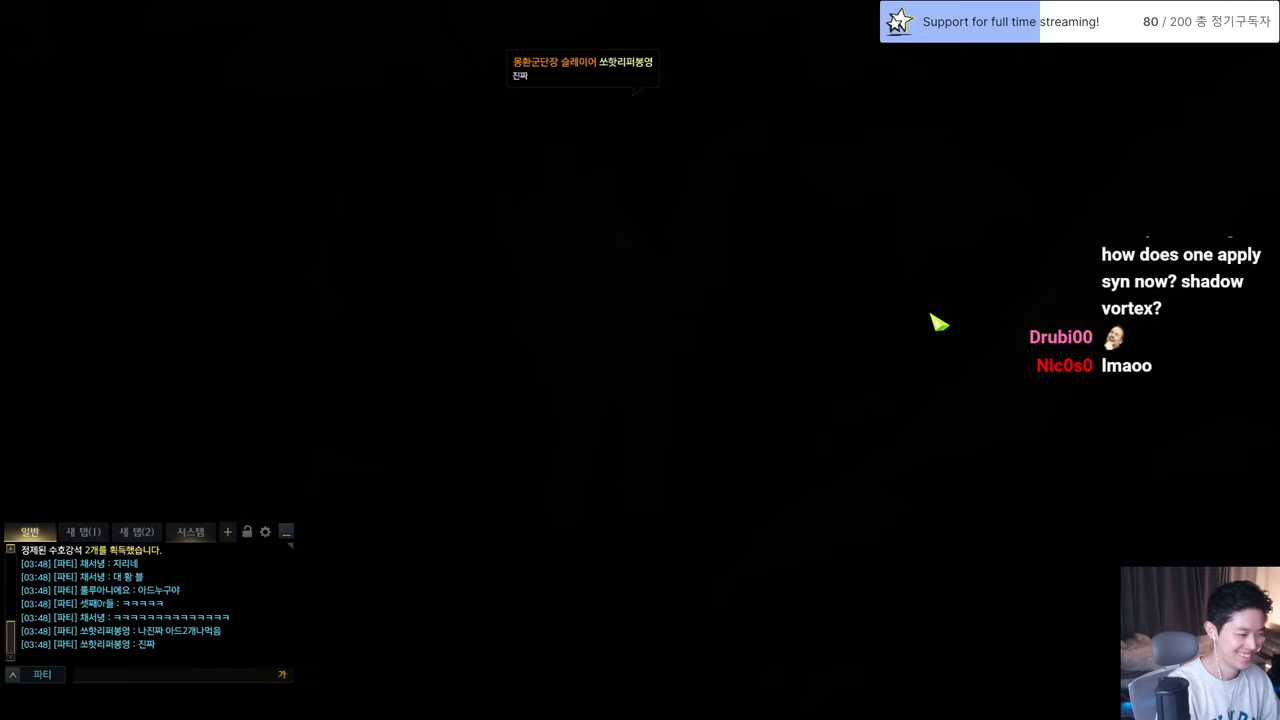 Support for full time streaming! 80 / 200 종 정기구독자
몽환군단장 슬레이어 쏘핫리퍼봉영
진짜
how does one apply
syn now? shadow
vortex?
Drubi00
Nic0s0 lmaoo
일반 새 탭(1) 새 탭(2) 시스템
정제된 수호강석 2개를 획득했습니다.
[03:48] [파티] 채서녕 : 지리네
[03:48] [파티] 채서녕 : 대 황 블
[03:48] [파티] 룰루아니에요 : 아드누구야
[03:48] [파티] 셋째0r들 : ㅋㅋㅋㅋㅋ
[03:48] [파티] 채서녕 : ㅋㅋㅋㅋㅋㅋㅋㅋㅋㅋㅋㅋㅋㅋ
[03:48] [파티] 쏘핫리퍼봉영 : 나진짜 아드2개나먹음
[03:48] [파티] 쏘핫리퍼봉영 : 진짜
파티 가